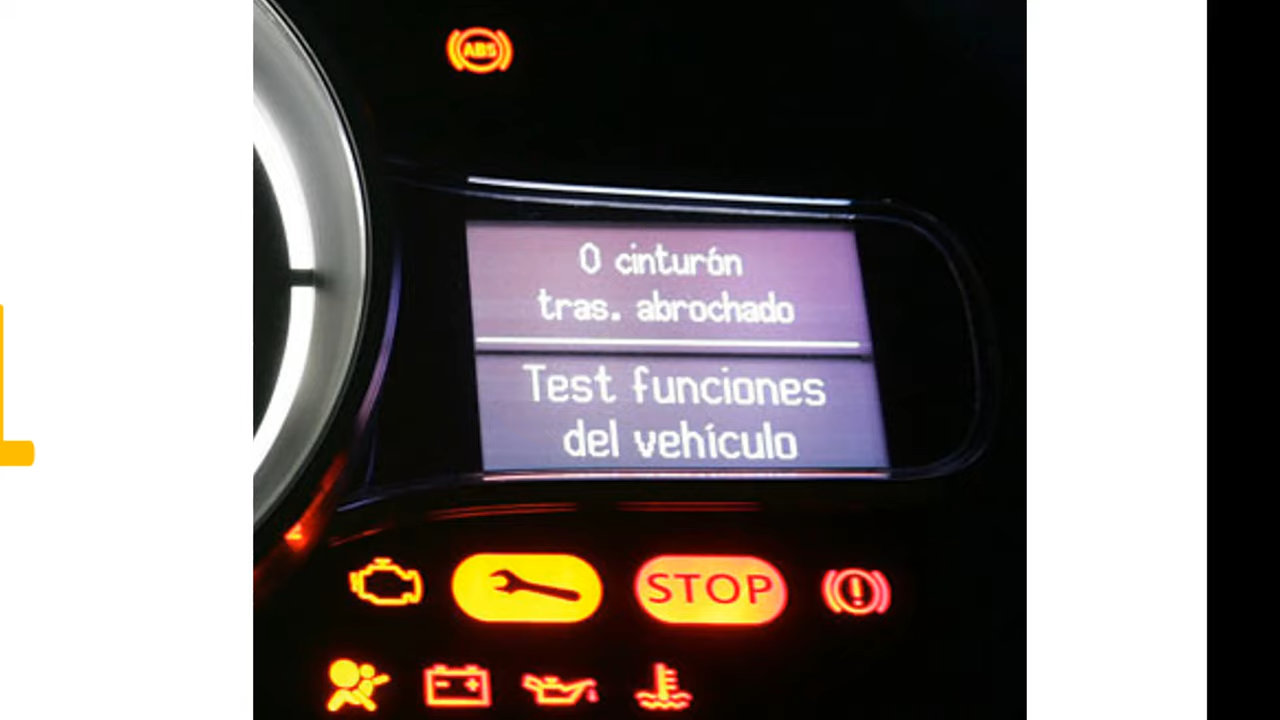 ABS
0 cinturón
tras. abrochado
Test funciones
del vehículo
STOP